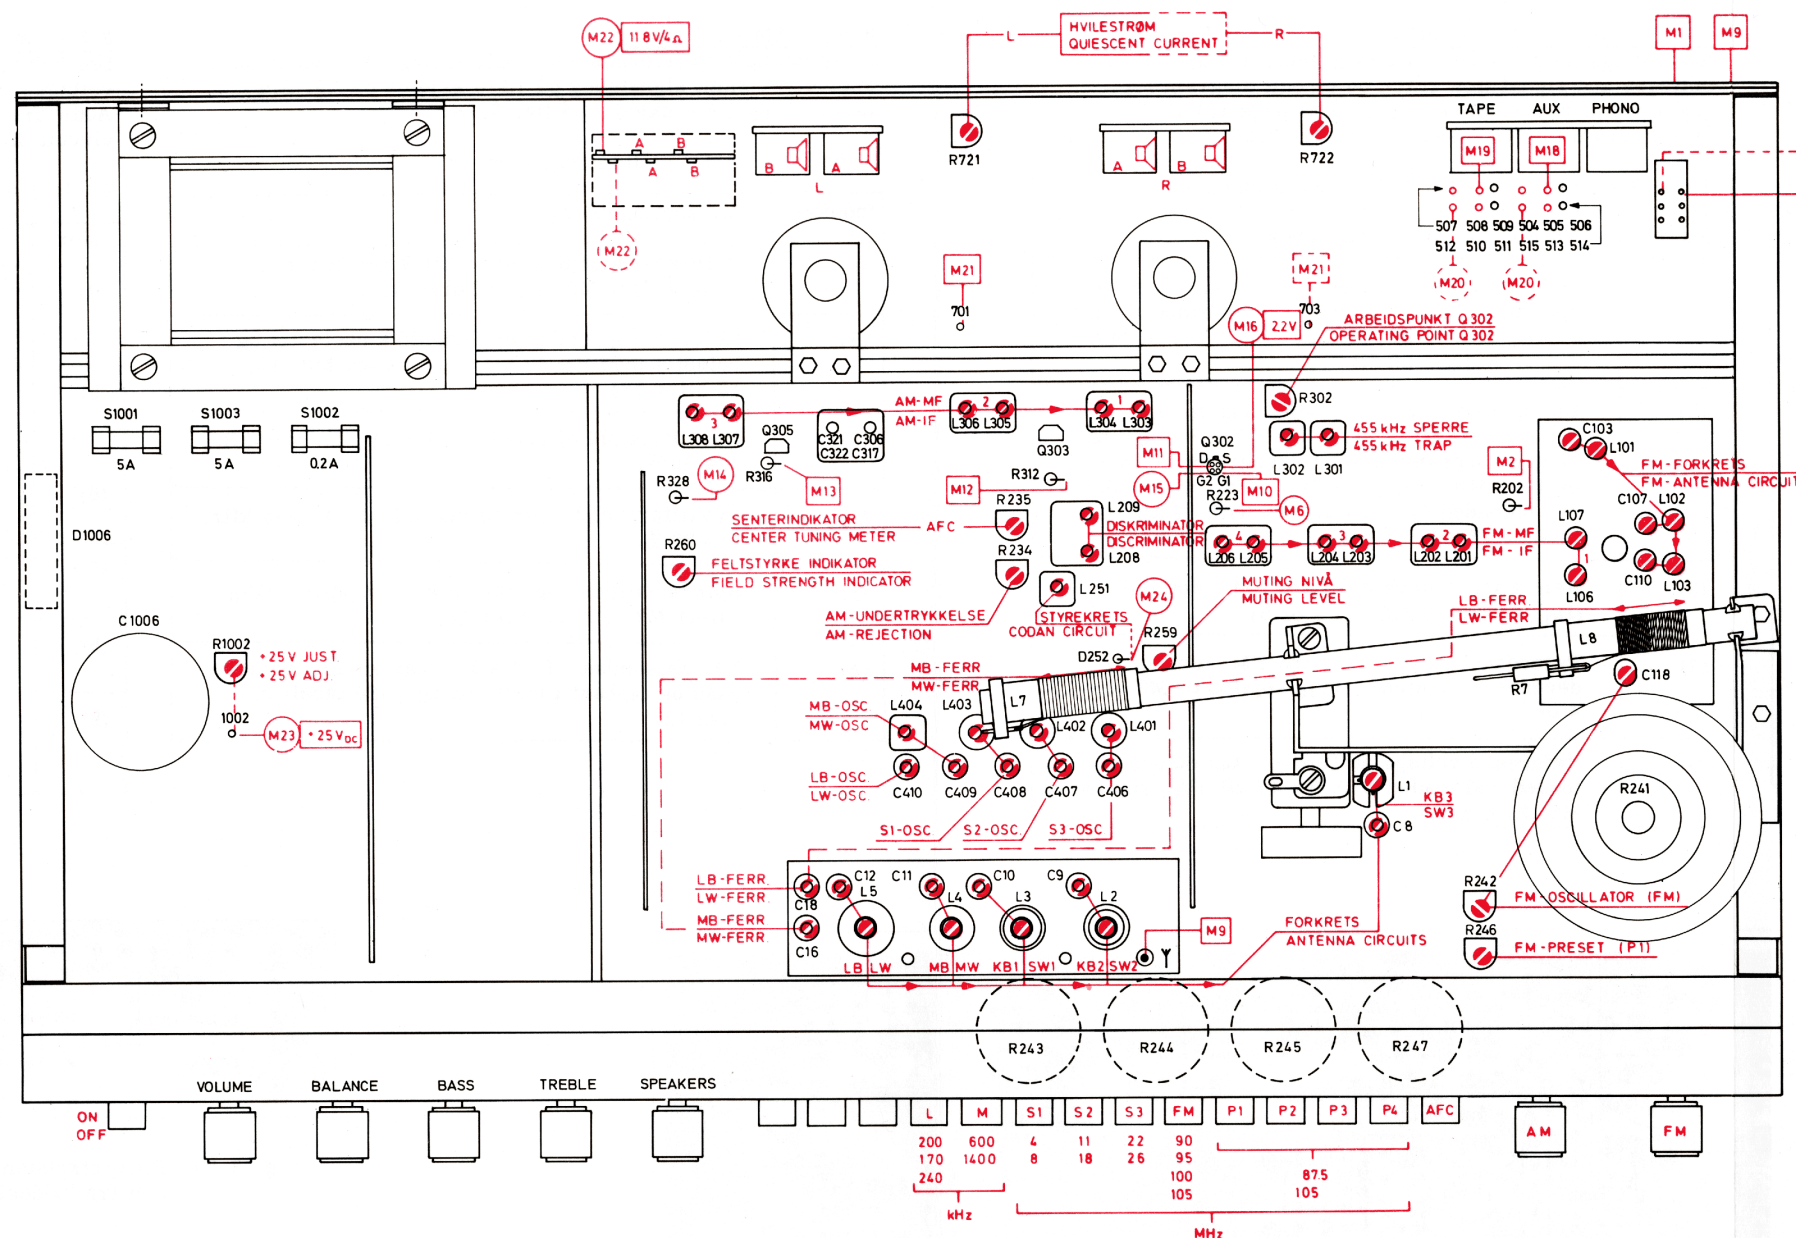 M22 11 8V/4Ω
L HVILESTRØM R
QUIESCENT CURRENT
M1 M9
TAPE AUX PHONO
A B
A B
B A
L
R721
A B
R
R722
M19 M18
507 508 509 504 505 506
512 510 511 515 513 514
M22
M21
M21
M20 M20
701
M16 2.2V 703
ARBEIDSPUNKT Q302
OPERATING POINT Q302
S1001 S1003 S1002
5A 5A 0.2A
3
L308 L307
AM-MF
AM-IF
2
L306 L305
1
L304 L303
R302
Q305
C321 C306
C322 C317
Q303
Q302
D S
G2 G1
455 kHz SPERRE
455 kHz TRAP
L302 L301
C103
L101
FM-FORKRETS
FM-ANTENNA CIRCUIT
M11
M2
R328 M14
R316
M13
M12
R312
M15
M10
R223
M6
R202
C107 L102
D1006
SENTERINDIKATOR
CENTER TUNING METER
AFC
R235
L209
DISKRIMINATOR
DISCRIMINATOR
L208
4
L206 L205
3
L204 L203
2
L202 L201
FM-MF
FM-IF
L107
1
L106
C110 L103
R260
FELTSTYRKE INDIKATOR
FIELD STRENGTH INDICATOR
R234
L251
MUTING NIVÅ
MUTING LEVEL
M24
LB-FERR.
LW-FERR
C1006
AM-UNDERTRYKKELSE
AM-REJECTION
STYREKRETS
CODAN CIRCUIT
R259
L8
R1002
+25V JUST.
+25V ADJ.
D252
MB-FERR
MW-FERR
R7
C118
1002
M23 +25VDC
MB-OSC.
MW-OSC
L404 L403 L7 L402 L401
LB-OSC.
LW-OSC.
C410 C409 C408 C407 C406
L1
R241
KB3
SW3
C8
S1-OSC S2-OSC. S3-OSC
LB-FERR.
LW-FERR.
C18
C12
L5
C11
L4
C10
L3
C9
L2
R242
FM-OSCILLATOR (FM)
MB-FERR
MW-FERR
C16
M9
FORKRETS
ANTENNA CIRCUITS
R246
FM-PRESET (P1)
LB LW MB MW KB1 SW1 KB2 SW2
R243 R244 R245 R247
VOLUME BALANCE BASS TREBLE SPEAKERS
ON
OFF
L M S1 S2 S3 FM P1 P2 P3 P4 AFC
AM FM
200 600 4 11 22 90
170 1400 8 18 26 95
240 100 87.5
105 105
kHz
MHz